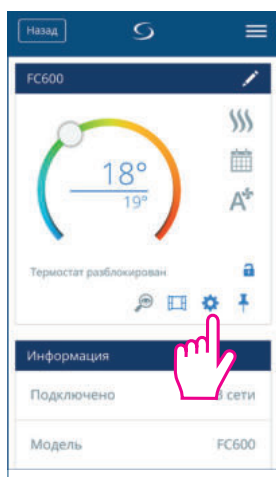 Назад
FC600
18°
19°
A
Термостат разблокирован
Информация
Подключено
сети
Модель FC600